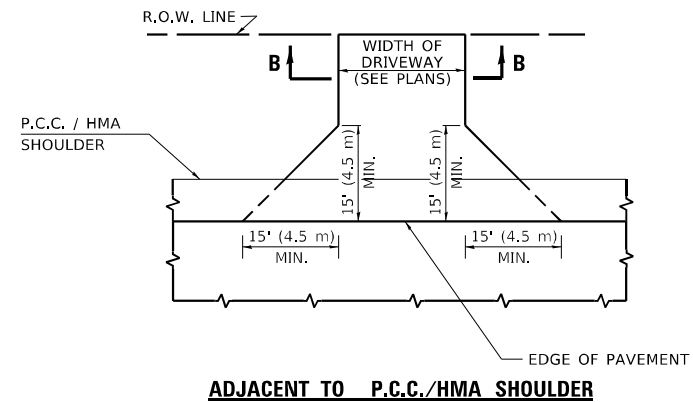 R.O.W. LINE
WIDTH OF
DRIVEWAY
(SEE PLANS)
B
B
P.C.C. / HMA
SHOULDER
15' (4.5 m)
MIN.
15' (4.5 m)
MIN.
15' (4.5 m)
MIN.
15' (4.5 m)
MIN.
EDGE OF PAVEMENT
ADJACENT TO P.C.C./HMA SHOULDER